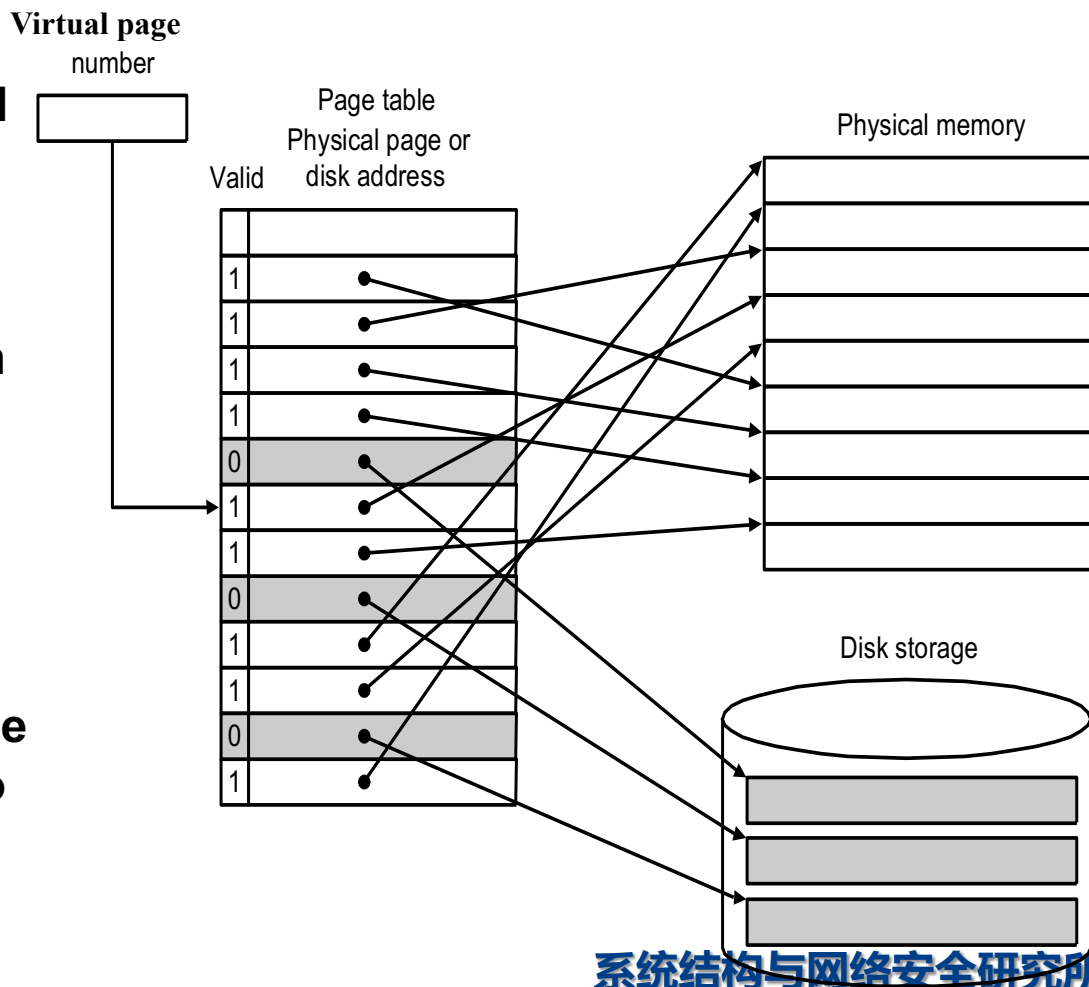 Virtual page
number
Page table
Physical page or
disk address
Valid
Physical memory
1
1
1
1
0
1
1
0
1
1
0
1
Disk storage
系统结构与网络安全研究所